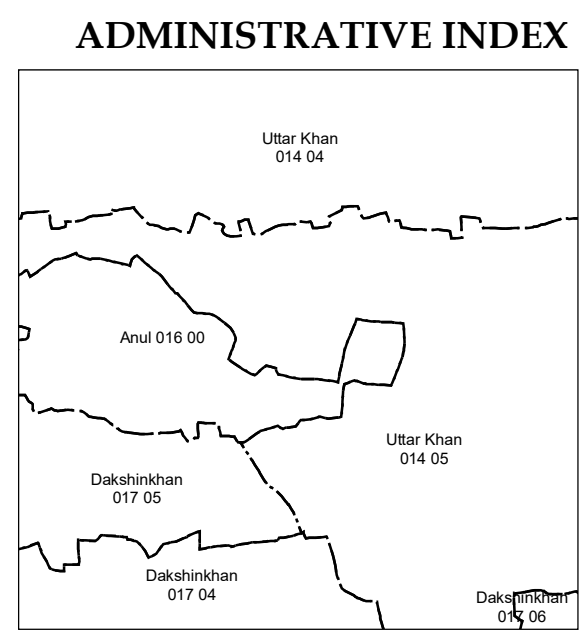 ADMINISTRATIVE INDEX
Uttar Khan
014 04
Anul 016 00
Uttar Khan
014 05
Dakshinkhan
017 05
Dakshinkhan
017 04
Dakshinkhan
017 06